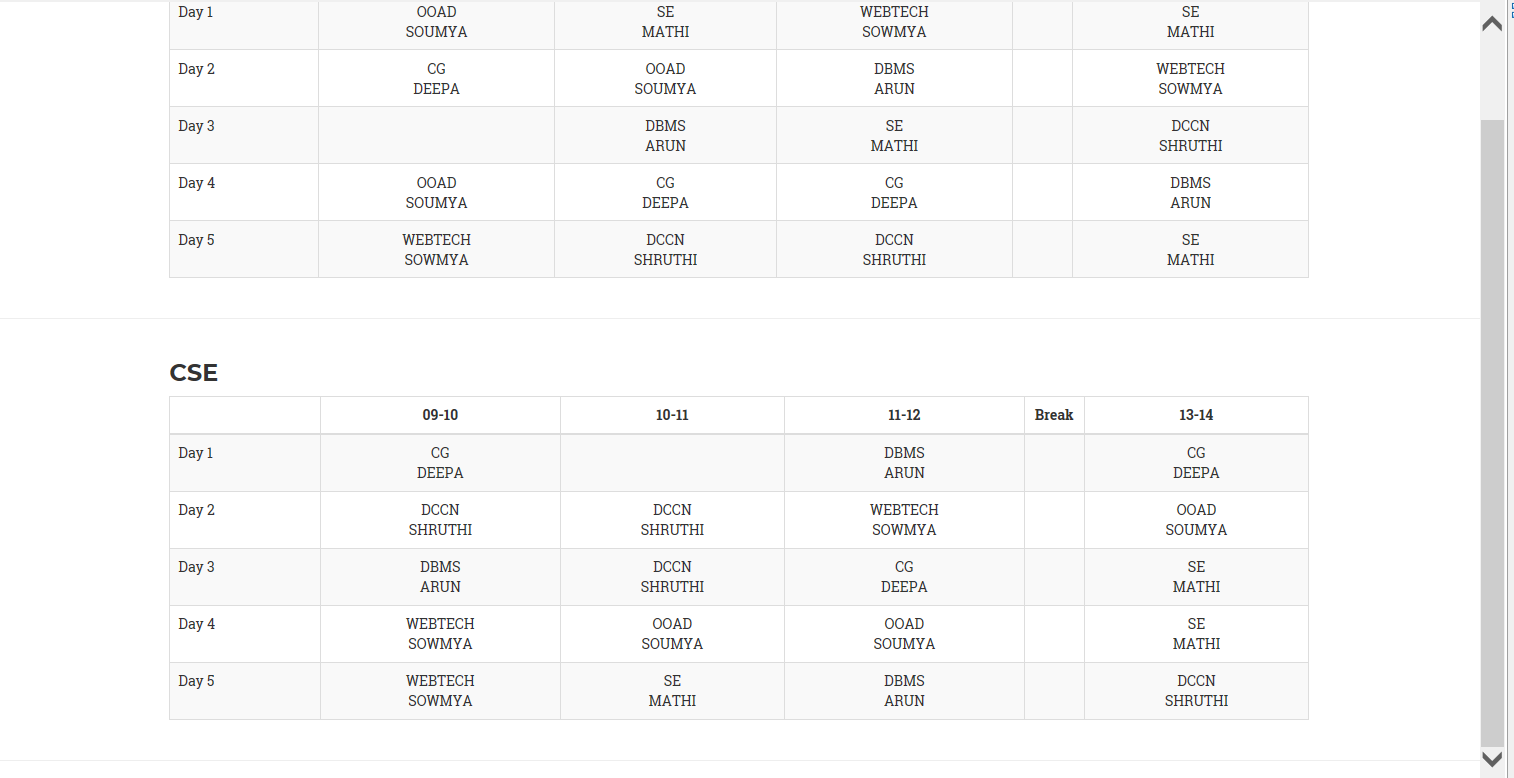 Day 1 OOAD SE WEBTECH SE
SOUMYA MATHI SOWMYA MATHI
Day 2 CG OOAD DBMS WEBTECH
DEEPA SOUMYA ARUN SOWMYA
Day 3 DBMS SE DCCN
ARUN MATHI SHRUTHI
Day 4 OOAD CG CG DBMS
SOUMYA DEEPA DEEPA ARUN
Day 5 WEBTECH DCCN DCCN SE
SOWMYA SHRUTHI SHRUTHI MATHI
CSE
09-10 10-11 11-12 Break 13-14
Day 1 CG DBMS CG
DEEPA ARUN DEEPA
Day 2 DCCN DCCN WEBTECH OOAD
SHRUTHI SHRUTHI SOWMYA SOUMYA
Day 3 DBMS DCCN CG SE
ARUN SHRUTHI DEEPA MATHI
Day 4 WEBTECH OOAD OOAD SE
SOWMYA SOUMYA SOUMYA MATHI
Day 5 WEBTECH SE DBMS DCCN
SOWMYA MATHI ARUN SHRUTHI